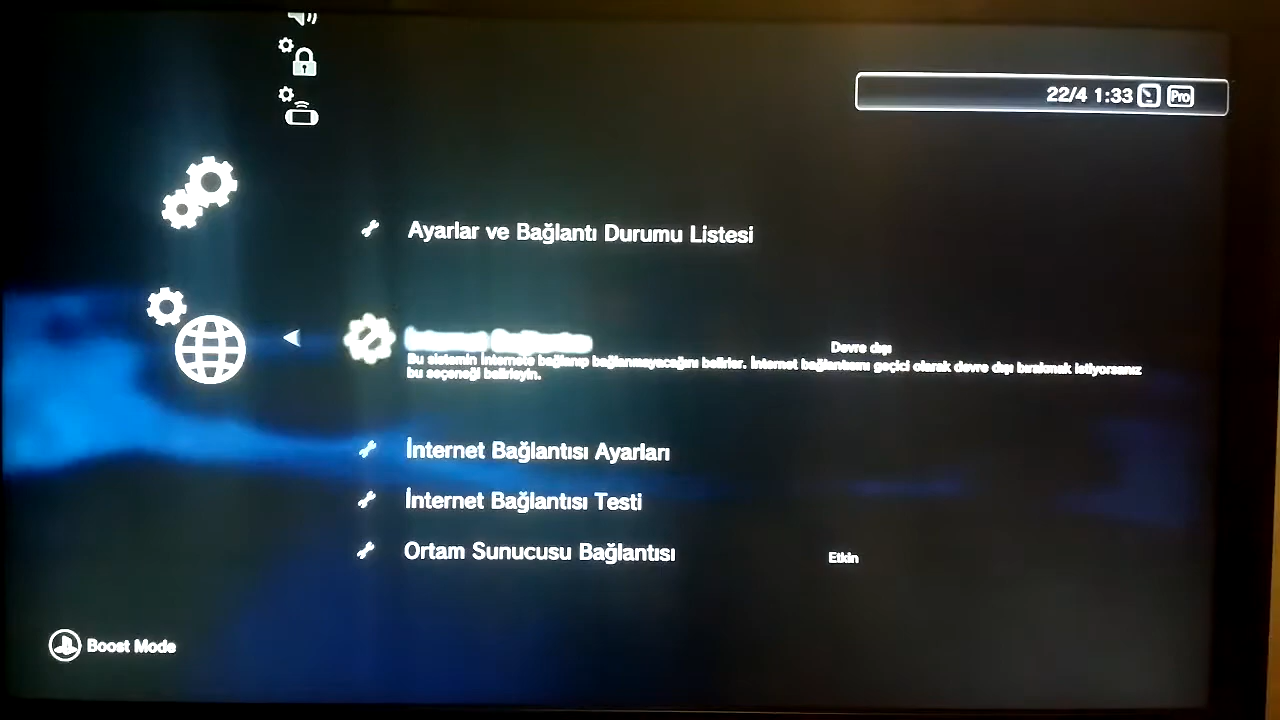 22/4 1:33 Pro
Ayarlar ve Bağlantı Durumu Listesi
İnternet Bağlantısı
Devre dışı
Bu sistemin İnternete bağlanıp bağlanmayacağını belirler. İnternet bağlantısını geçici olarak devre dışı bırakmak istiyorsanız
bu seçeneği belirleyin.
İnternet Bağlantısı Ayarları
İnternet Bağlantısı Testi
Ortam Sunucusu Bağlantısı
Etkin
Boost Mode